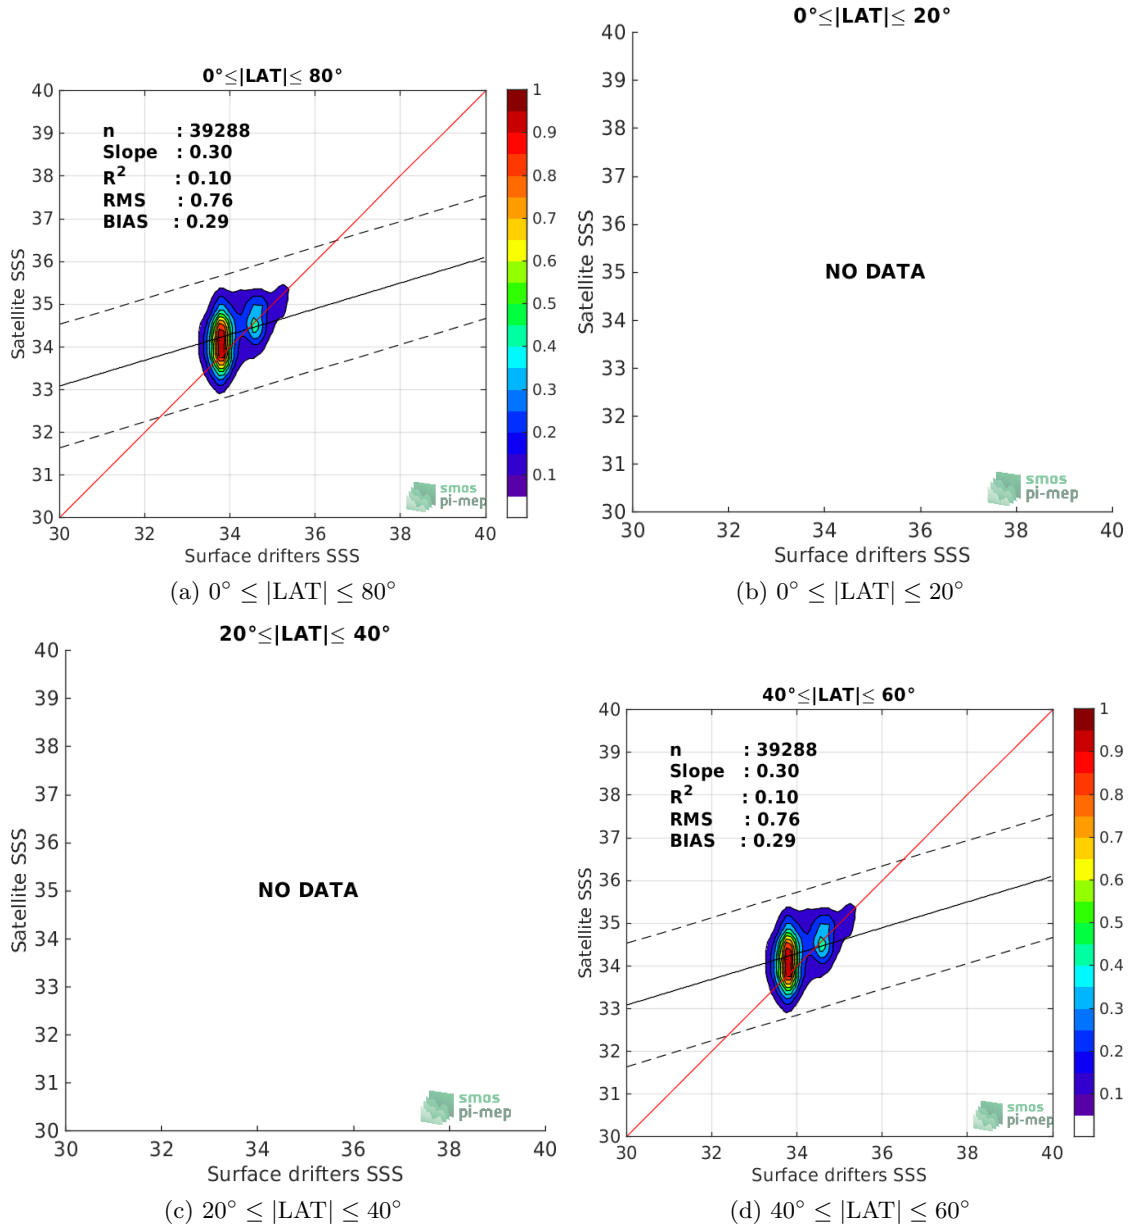 0°≤|LAT|≤ 80°
40
39
38
37
36
35
34
33
32
31
30
30
32
34
36
38
40
Satellite SSS
Surface drifters SSS
n : 39288
Slope : 0.30
R² : 0.10
RMS : 0.76
BIAS : 0.29
1
0.9
0.8
0.7
0.6
0.5
0.4
0.3
0.2
0.1
smos
pi-mep
(a) 0° ≤ |LAT| ≤ 80°
0°≤|LAT|≤ 20°
40
39
38
37
36
35
34
33
32
31
30
30
32
34
36
38
40
Satellite SSS
Surface drifters SSS
NO DATA
smos
pi-mep
(b) 0° ≤ |LAT| ≤ 20°
20°≤|LAT|≤ 40°
40
39
38
37
36
35
34
33
32
31
30
30
32
34
36
38
40
Satellite SSS
Surface drifters SSS
NO DATA
smos
pi-mep
(c) 20° ≤ |LAT| ≤ 40°
40°≤|LAT|≤ 60°
40
39
38
37
36
35
34
33
32
31
30
30
32
34
36
38
40
Satellite SSS
Surface drifters SSS
n : 39288
Slope : 0.30
R² : 0.10
RMS : 0.76
BIAS : 0.29
1
0.9
0.8
0.7
0.6
0.5
0.4
0.3
0.2
0.1
smos
pi-mep
(d) 40° ≤ |LAT| ≤ 60°